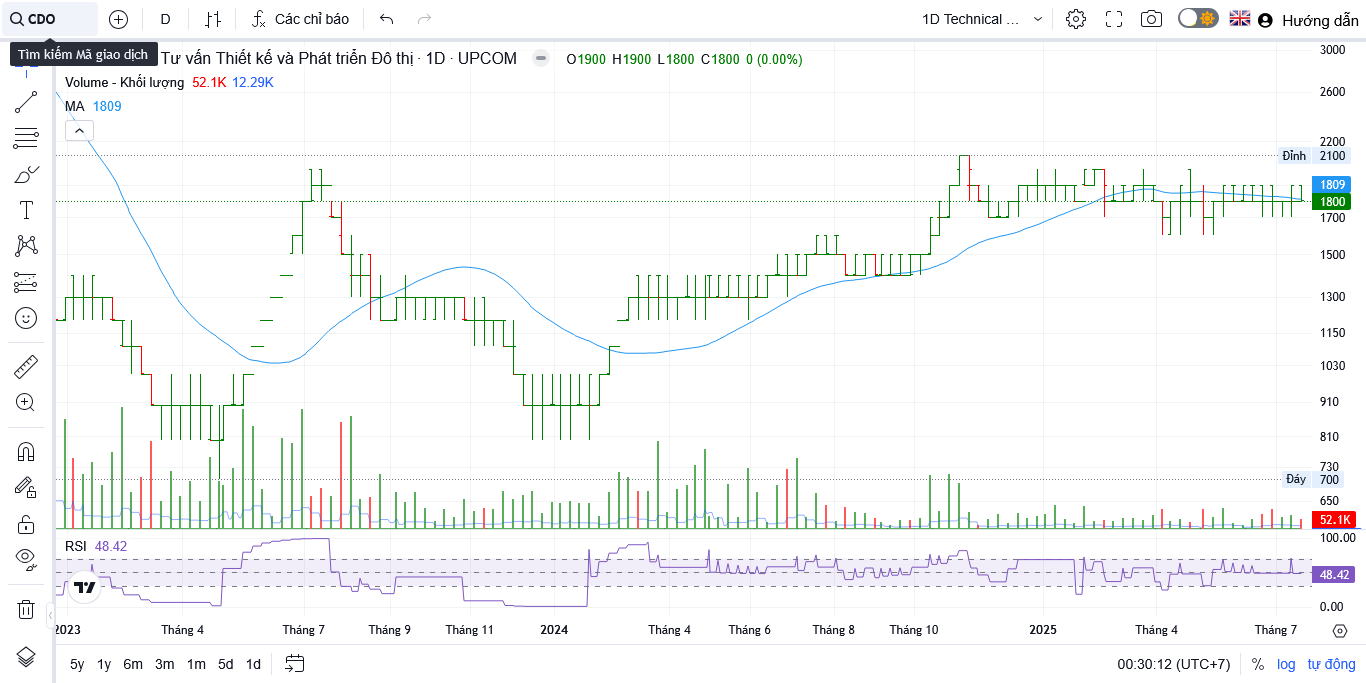 CDO
D
Các chỉ báo
1D Technical ...
Hướng dẫn
Tìm kiếm Mã giao dịch
Tư vấn Thiết kế và Phát triển Đô thị · 1D · UPCOM
O1900 H1900 L1800 C1800 0 (0.00%)
Volume - Khối lượng 52.1K 12.29K
MA 1809
3000
2600
2200
Đỉnh 2100
1809
1800
1700
1500
1300
1150
1030
910
810
730
Đáy 700
650
52.1K
100.00
RSI 48.42
48.42
0.00
2023 Tháng 4 Tháng 7 Tháng 9 Tháng 11 2024 Tháng 4 Tháng 6 Tháng 8 Tháng 10 2025 Tháng 4 Tháng 7
5y 1y 6m 3m 1m 5d 1d
00:30:12 (UTC+7) % log tự động